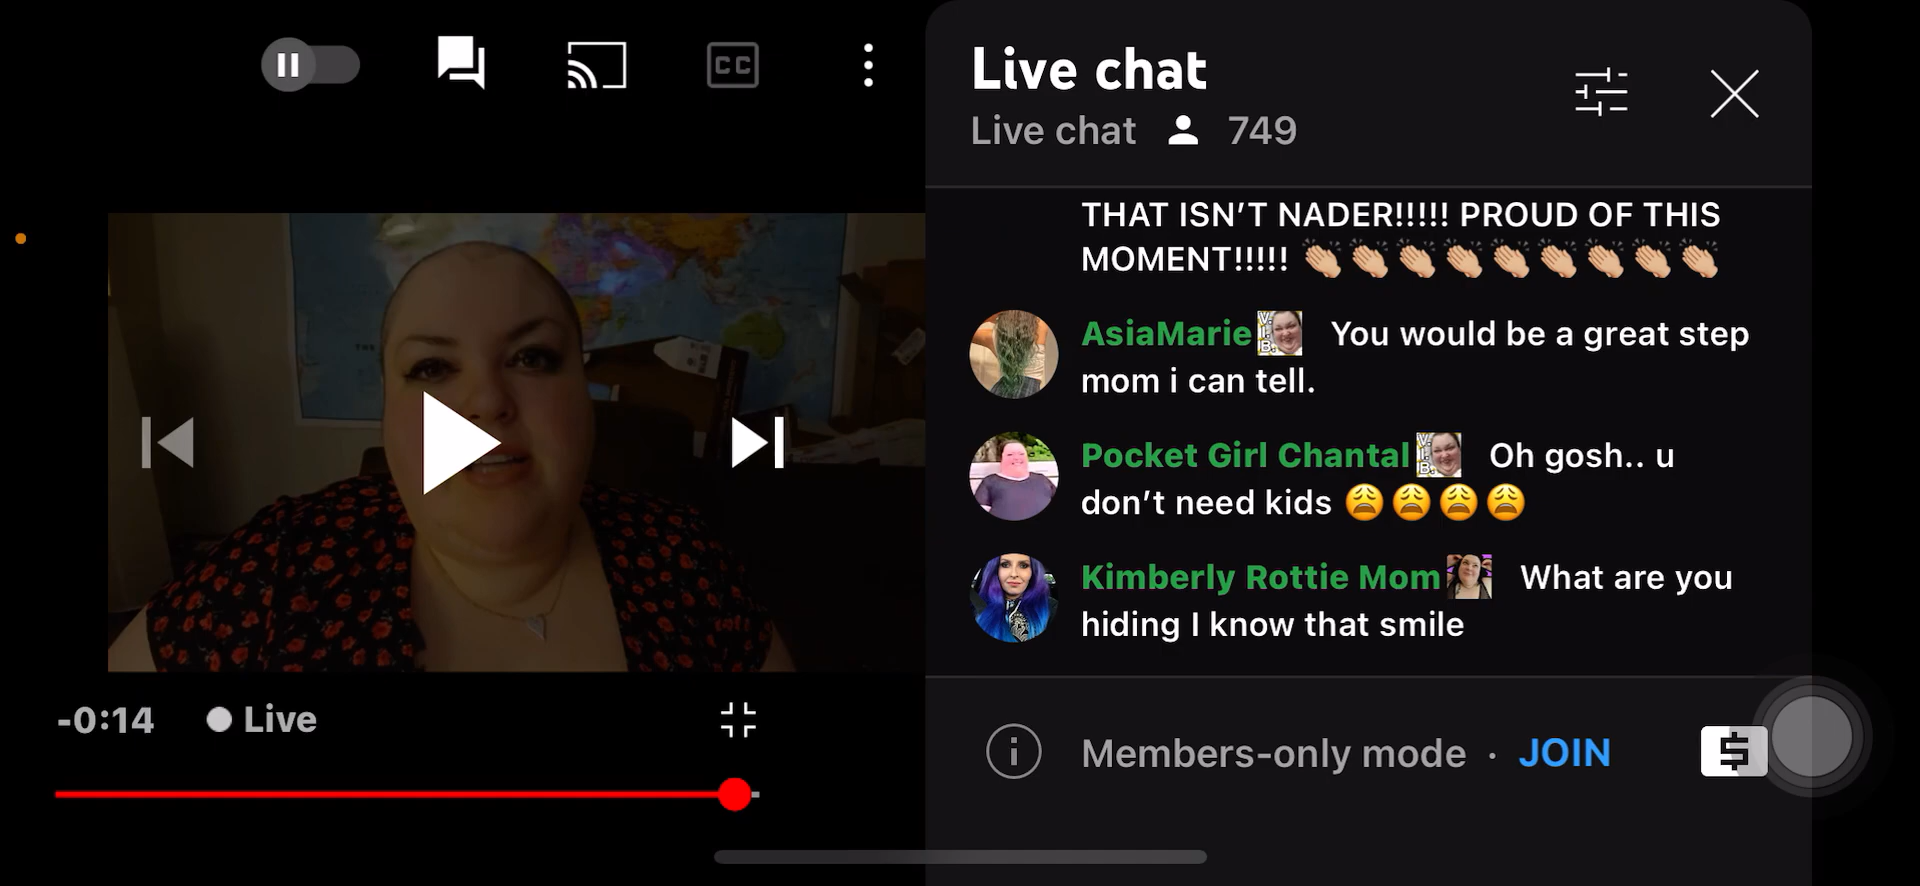 CC
Live chat
Live chat 749
THAT ISN’T NADER!!!!! PROUD OF THIS
MOMENT!!!!! 👏🏼👏🏼👏🏼👏🏼👏🏼👏🏼👏🏼👏🏼👏🏼
AsiaMarie You would be a great step
mom i can tell.
Pocket Girl Chantal Oh gosh.. u
don’t need kids 😩😩😩😩
Kimberly Rottie Mom What are you
hiding I know that smile
-0:14 Live
Members-only mode · JOIN
$